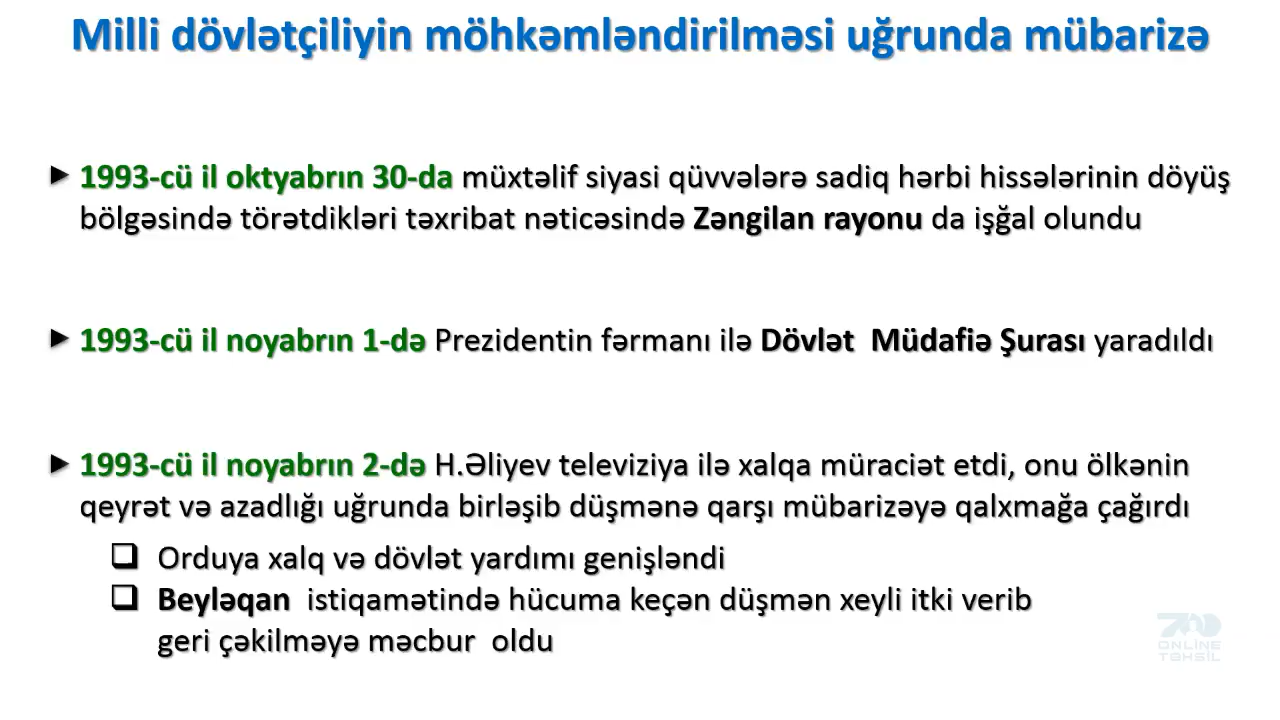 Milli dövlətçiliyin möhkəmləndirilməsi uğrunda mübarizə
1993-cü il oktyabrın 30-da müxtəlif siyasi qüvvələrə sadiq hərbi hissələrinin döyüş
bölgəsində törətdikləri təxribat nəticəsində Zəngilan rayonu da işğal olundu
1993-cü il noyabrın 1-də Prezidentin fərmanı ilə Dövlət  Müdafiə Şurası yaradıldı
1993-cü il noyabrın 2-də H.Əliyev televiziya ilə xalqa müraciət etdi, onu ölkənin
qeyrət və azadlığı uğrunda birləşib düşmənə qarşı mübarizəyə qalxmağa çağırdı
Orduya xalq və dövlət yardımı genişləndi
Beyləqan  istiqamətində hücuma keçən düşmən xeyli itki verib
geri çəkilməyə məcbur  oldu
ONLINE
TƏHSİL